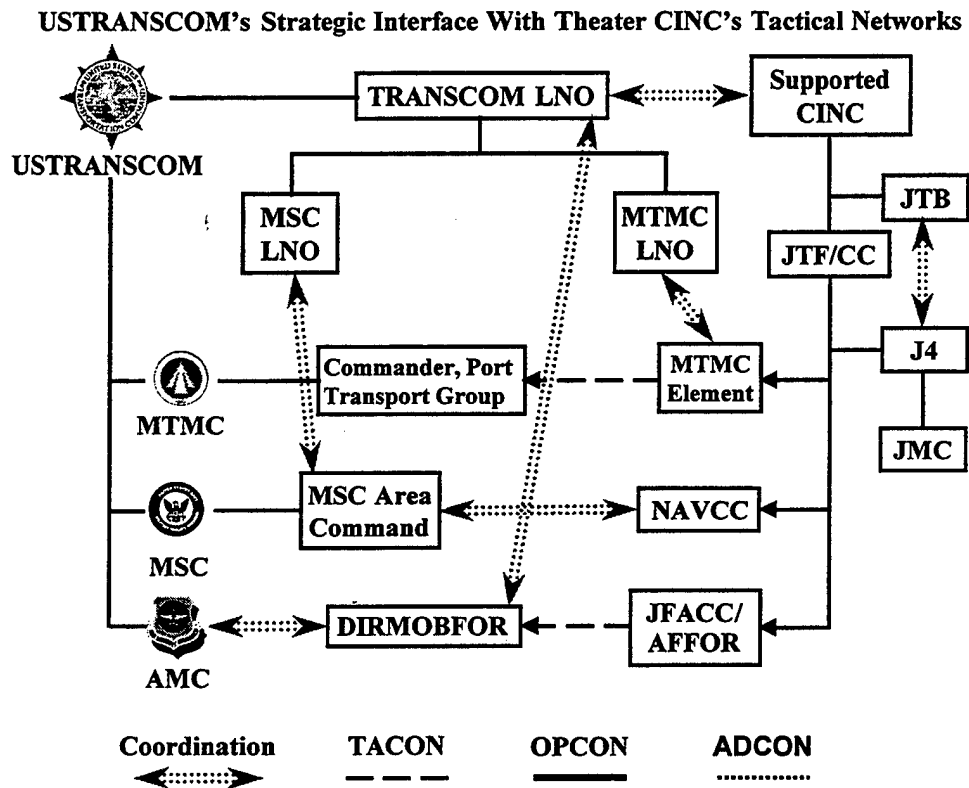 USTRANSCOM's Strategic Interface With Theater CINC's Tactical Networks
TRANSCOM LNO
Supported
CINC
USTRANSCOM
MSC
LNO
MTMC
LNO
JTB
JTF/CC
J4
JMC
Commander, Port
Transport Group
MTMC
Element
MTMC
MSC Area
Command
NAVCC
MSC
DIRMOBFOR
JFACC/
AFFOR
AMC
Coordination
TACON
OPCON
ADCON